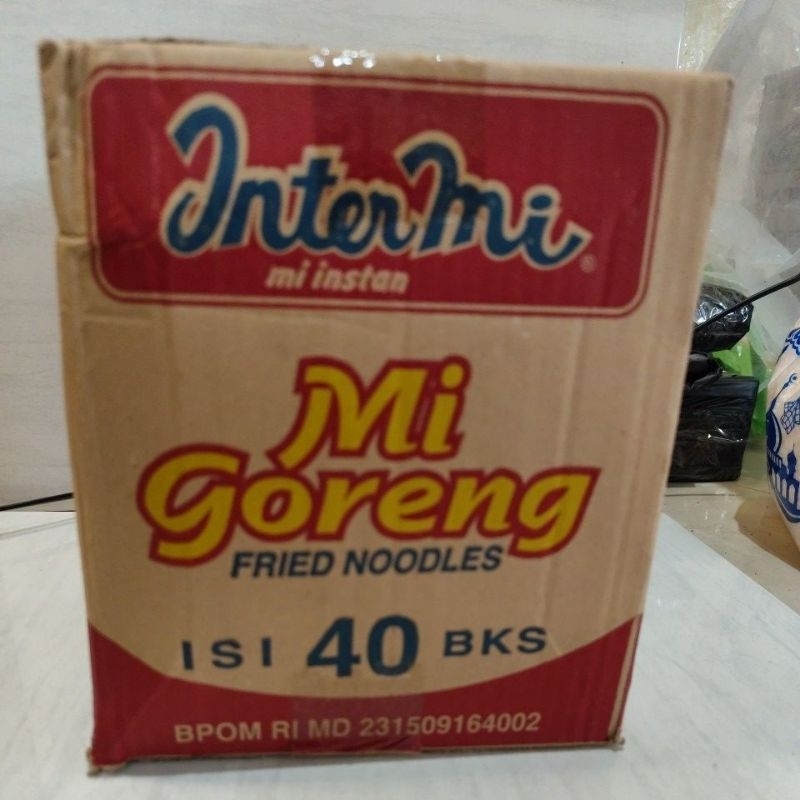 InterMi®
mi instan
Mi
Goreng
FRIED NOODLES
ISI 40 BKS
BPOM RI MD 231509164002